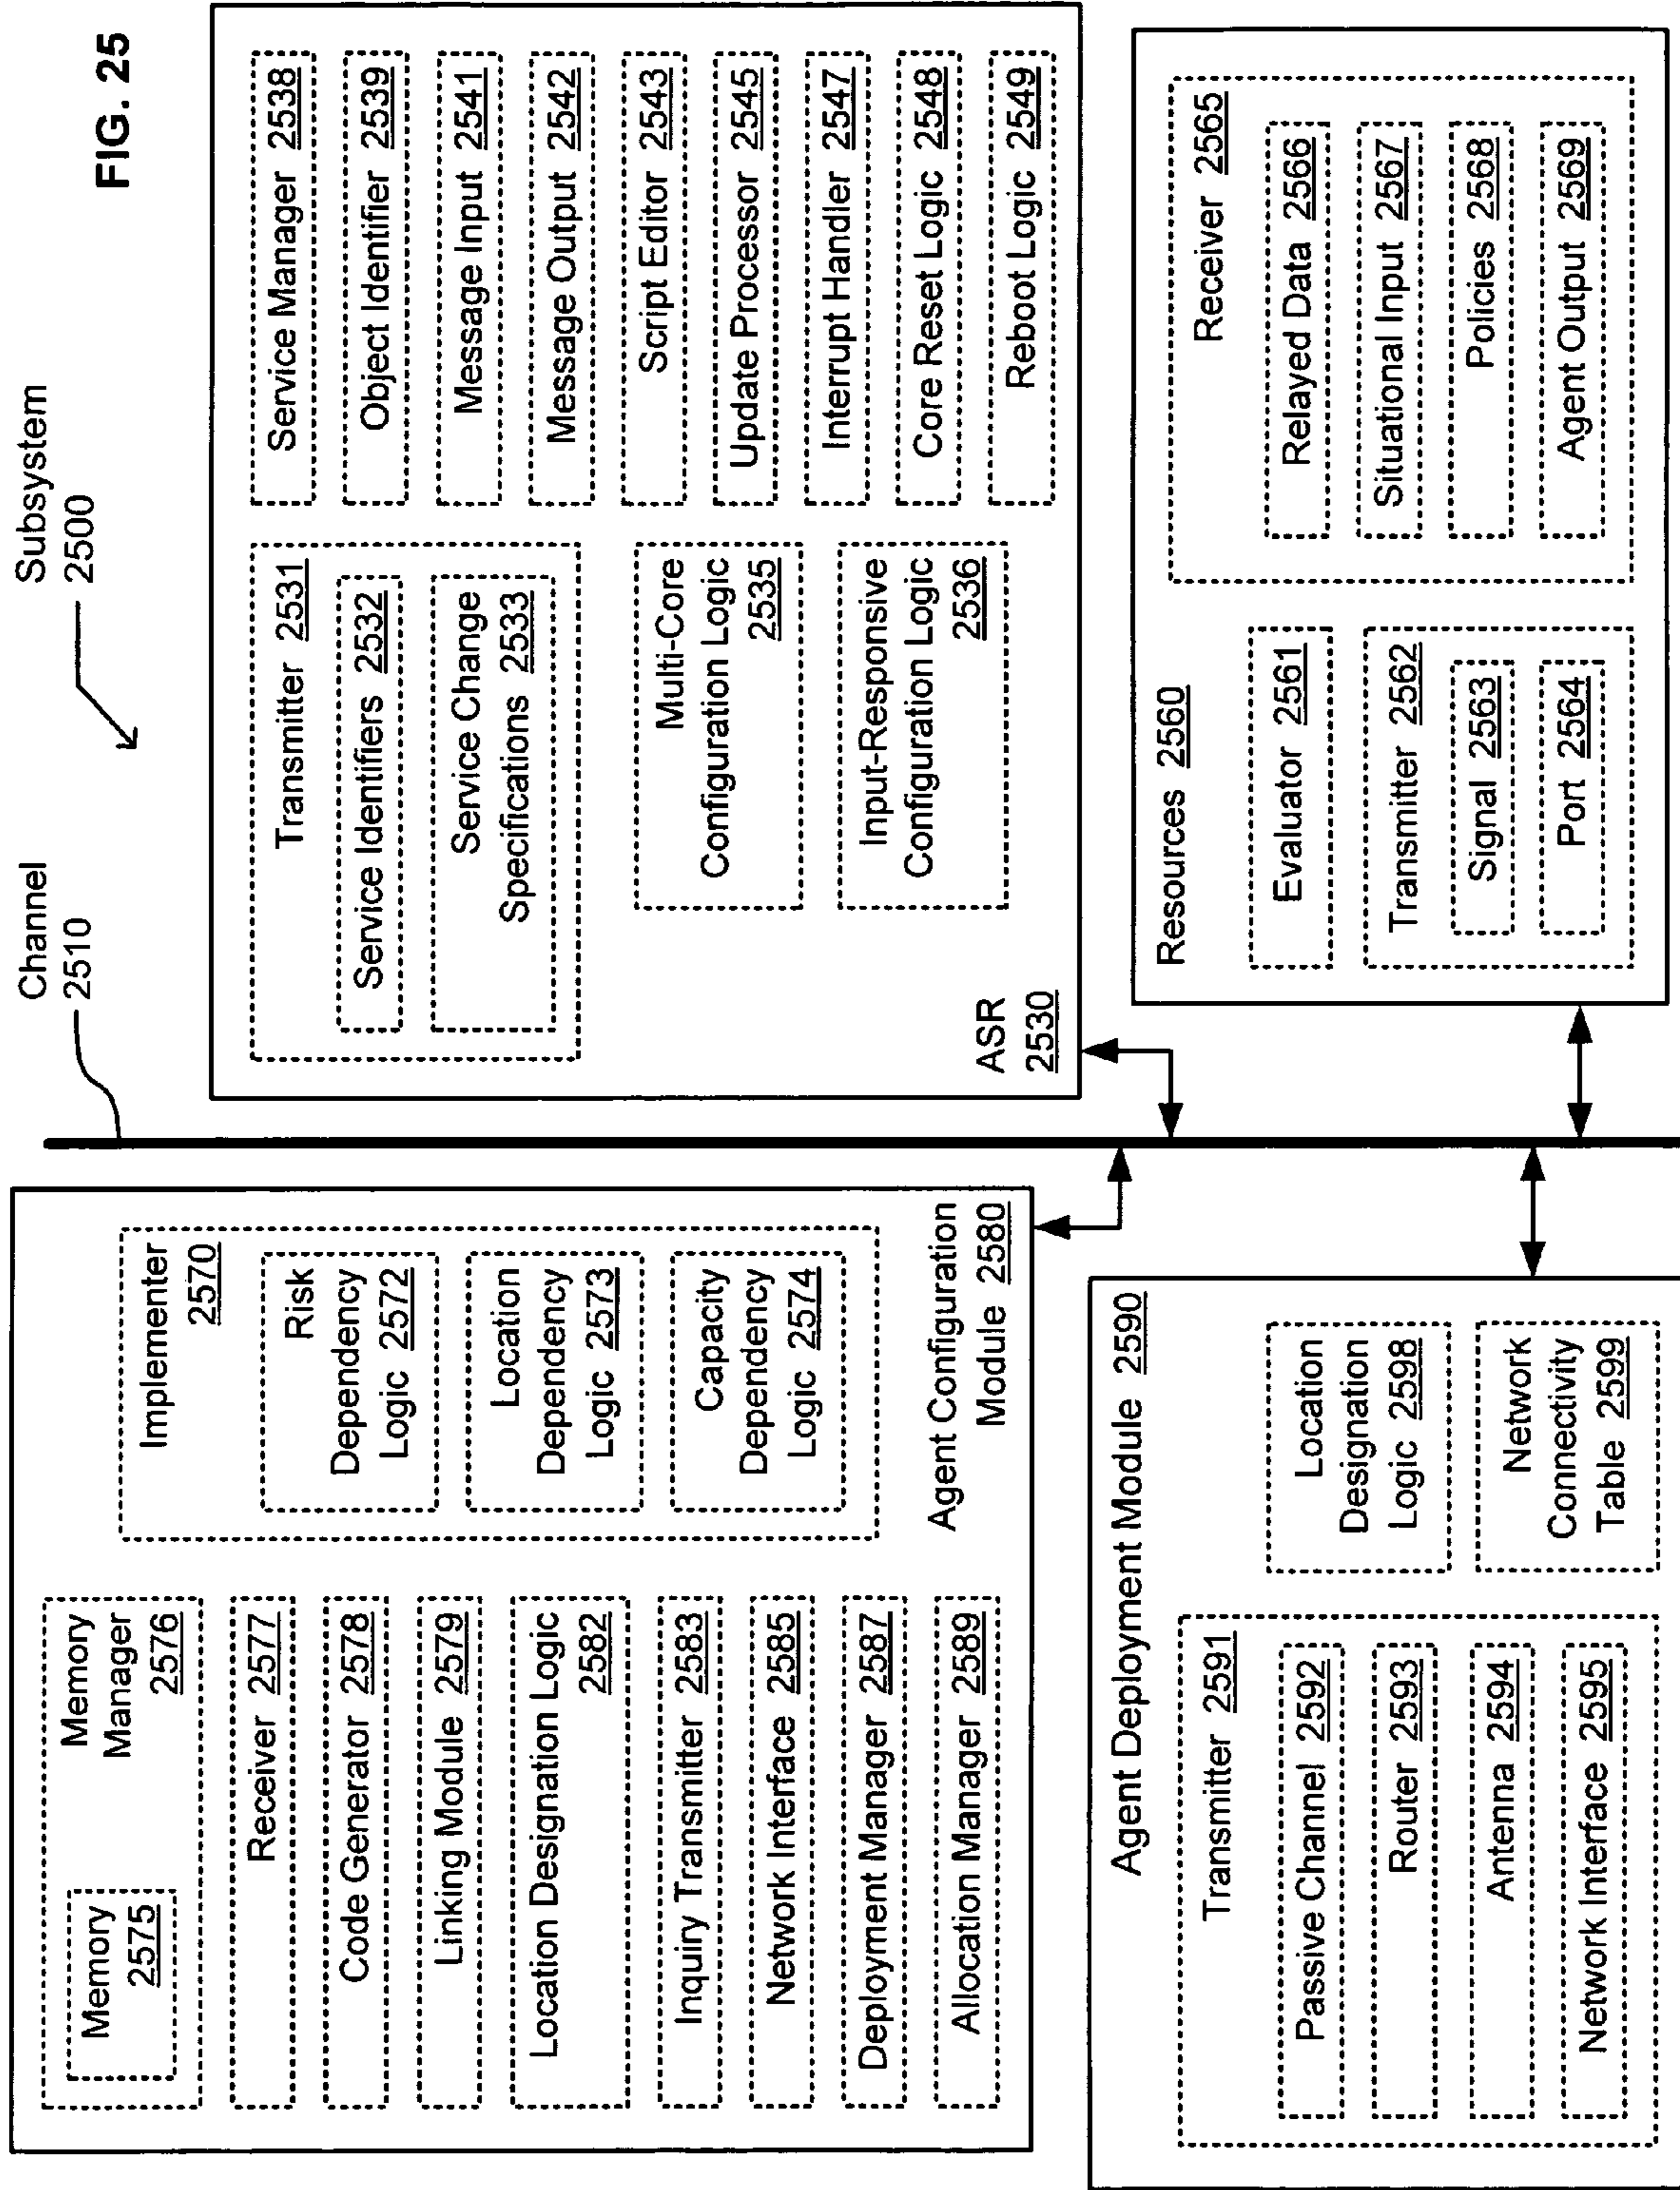 FIG. 25
Subsystem
2500
Channel
2510
Memory
2575
Memory
Manager
2576
Receiver 2577
Code Generator 2578
Linking Module 2579
Location Designation Logic
2582
Inquiry Transmitter 2583
Network Interface 2585
Deployment Manager 2587
Allocation Manager 2589
Implementer
2570
Risk
Dependency
Logic 2572
Location
Dependency
Logic 2573
Capacity
Dependency
Logic 2574
Agent Configuration
Module 2580
Transmitter 2531
Service Identifiers 2532
Service Change
Specifications 2533
Multi-Core
Configuration Logic
2535
Input-Responsive
Configuration Logic
2536
ASR
2530
Service Manager 2538
Object Identifier 2539
Message Input 2541
Message Output 2542
Script Editor 2543
Update Processor 2545
Interrupt Handler 2547
Core Reset Logic 2548
Reboot Logic 2549
Agent Deployment Module 2590
Transmitter 2591
Passive Channel 2592
Router 2593
Antenna 2594
Network Interface 2595
Location
Designation
Logic 2598
Network
Connectivity
Table 2599
Resources 2560
Evaluator 2561
Transmitter 2562
Signal 2563
Port 2564
Receiver 2565
Relayed Data 2566
Situational Input 2567
Policies 2568
Agent Output 2569